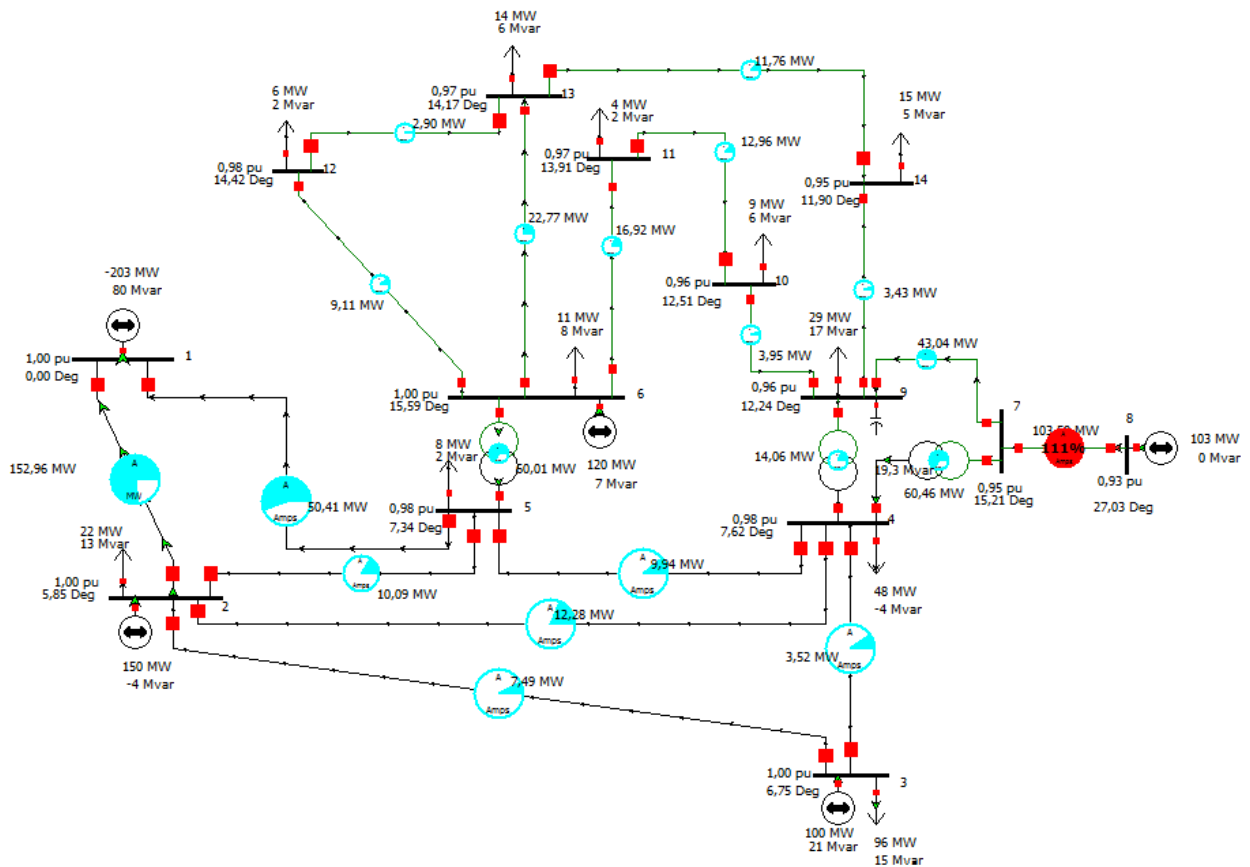 14 MW
6 Mvar
11,76 MW
0,97 pu
14,17 Deg
13
6 MW
2 Mvar
2,90 MW
4 MW
2 Mvar
12,96 MW
15 MW
5 Mvar
0,98 pu
14,42 Deg
12
0,97 pu
13,91 Deg
11
0,95 pu
11,90 Deg
14
22,77 MW
16,92 MW
9 MW
6 Mvar
0,96 pu
12,51 Deg
10
-203 MW
80 Mvar
9,11 MW
11 MW
8 Mvar
3,95 MW
29 MW
17 Mvar
3,43 MW
43,04 MW
1,00 pu
0,00 Deg
1
1,00 pu
15,59 Deg
6
0,96 pu
12,24 Deg
9
7
8
111%
Amps
103 MW
0 Mvar
152,96 MW
A
MW
A
Amps
50,41 MW
8 MW
2 Mvar
60,01 MW
120 MW
7 Mvar
14,06 MW
19,3 Mvar
60,46 MW
0,95 pu
15,21 Deg
0,93 pu
27,03 Deg
0,98 pu
7,34 Deg
5
0,98 pu
7,62 Deg
4
22 MW
13 Mvar
1,00 pu
5,85 Deg
2
A
Amps
10,09 MW
A
Amps
9,94 MW
A
Amps
12,28 MW
48 MW
-4 Mvar
150 MW
-4 Mvar
A
Amps
3,52 MW
A
Amps
7,49 MW
1,00 pu
6,75 Deg
3
100 MW
21 Mvar
96 MW
15 Mvar